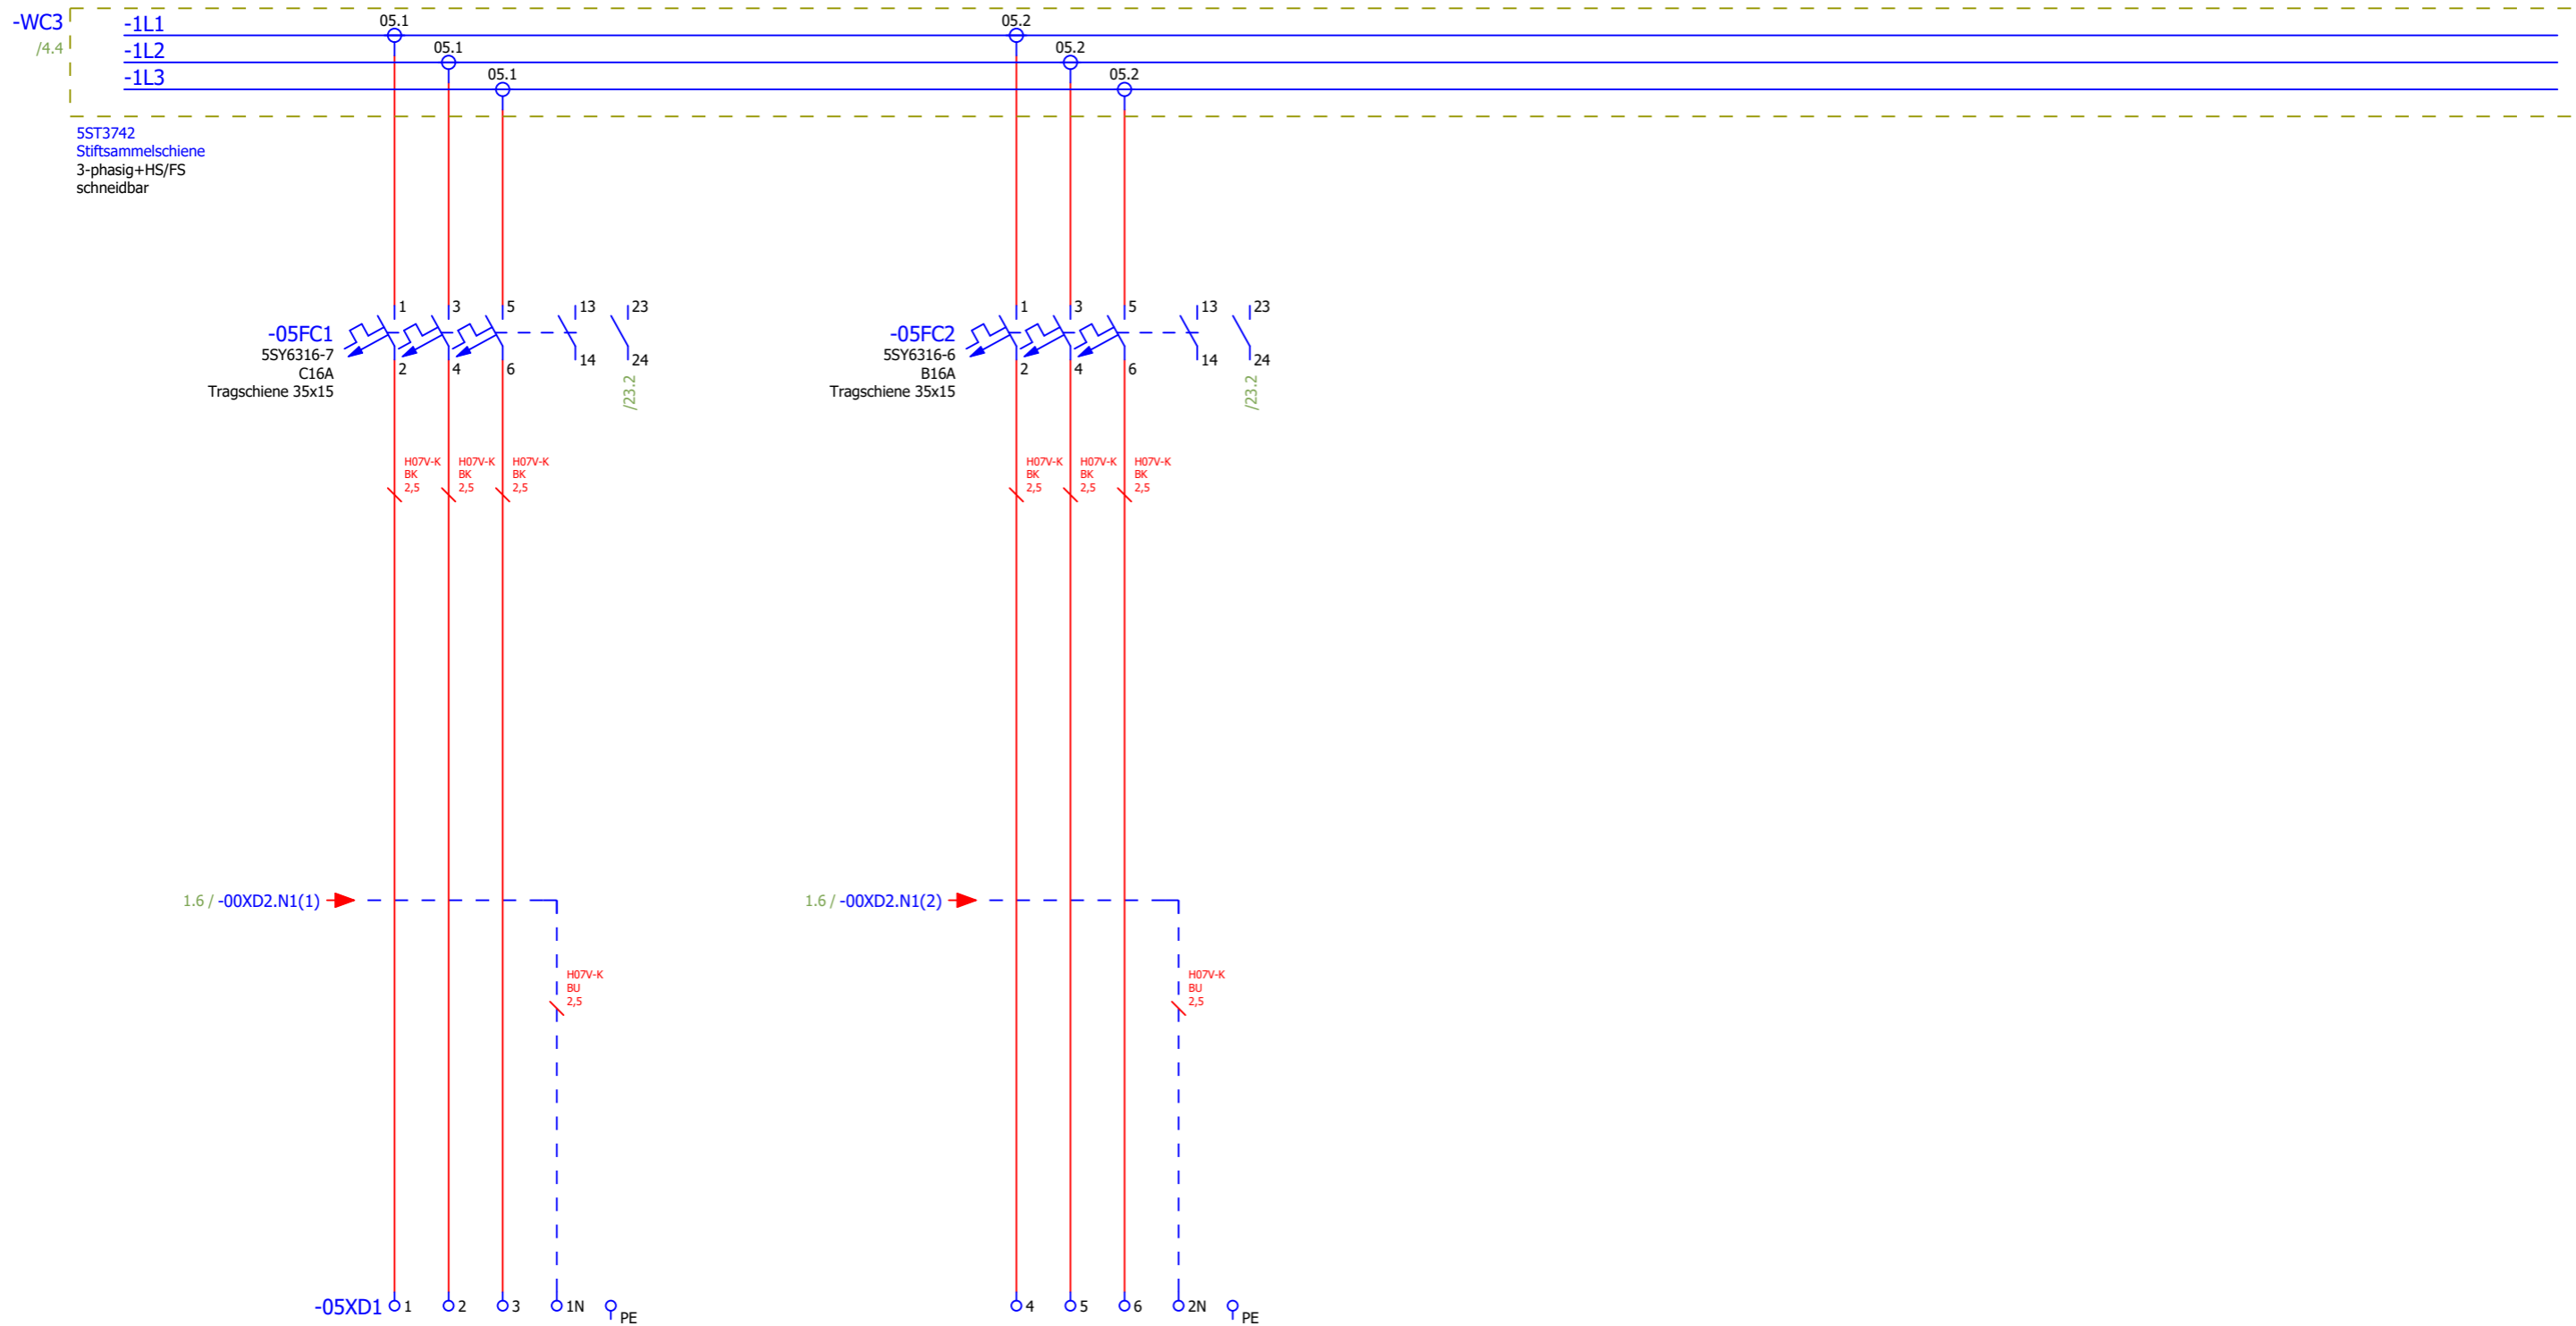 -WC3
/4.4
-1L1
-1L2
-1L3
05.1
05.1
05.1
05.2
05.2
05.2
5ST3742
Stiftsammelschiene
3-phasig+HS/FS
schneidbar
-05FC1
5SY6316-7
C16A
Tragschiene 35x15
1
3
5
13
23
2
4
6
14
24
/23.2
-05FC2
5SY6316-6
B16A
Tragschiene 35x15
1
3
5
13
23
2
4
6
14
24
/23.2
H07V-K
BK
2,5
H07V-K
BK
2,5
H07V-K
BK
2,5
H07V-K
BK
2,5
H07V-K
BK
2,5
H07V-K
BK
2,5
1.6 / -00XD2.N1(1)
1.6 / -00XD2.N1(2)
H07V-K
BU
2,5
H07V-K
BU
2,5
-05XD1 1 2 3 1N PE
4 5 6 2N PE